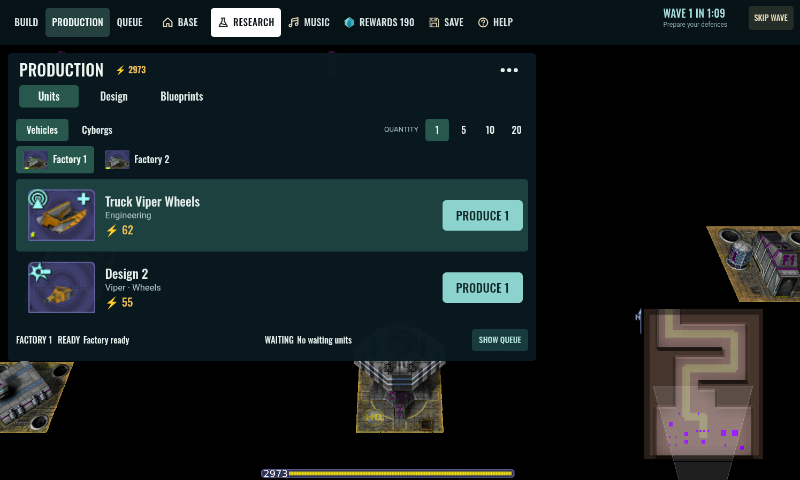 BUILD PRODUCTION QUEUE BASE RESEARCH MUSIC REWARDS 190 SAVE HELP
WAVE 1 IN 1:09
Prepare your defences
SKIP WAVE
PRODUCTION 2973
Units Design Blueprints
Vehicles Cyborgs QUANTITY 1 5 10 20
Factory 1 Factory 2
Truck Viper Wheels
Engineering
62
PRODUCE 1
Design 2
Viper · Wheels
55
PRODUCE 1
FACTORY 1 READY Factory ready WAITING No waiting units SHOW QUEUE
N
2973